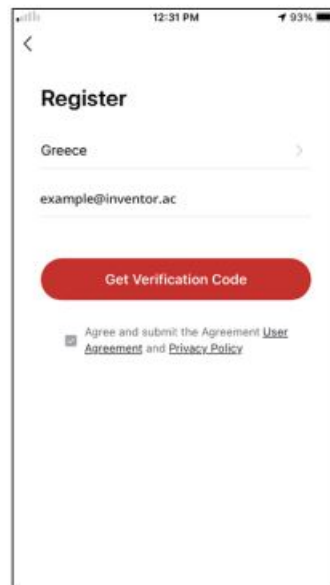 12:31 PM 93%
Register
Greece
example@inventor.ac
Get Verification Code
Agree and submit the Agreement User
Agreement and Privacy Policy